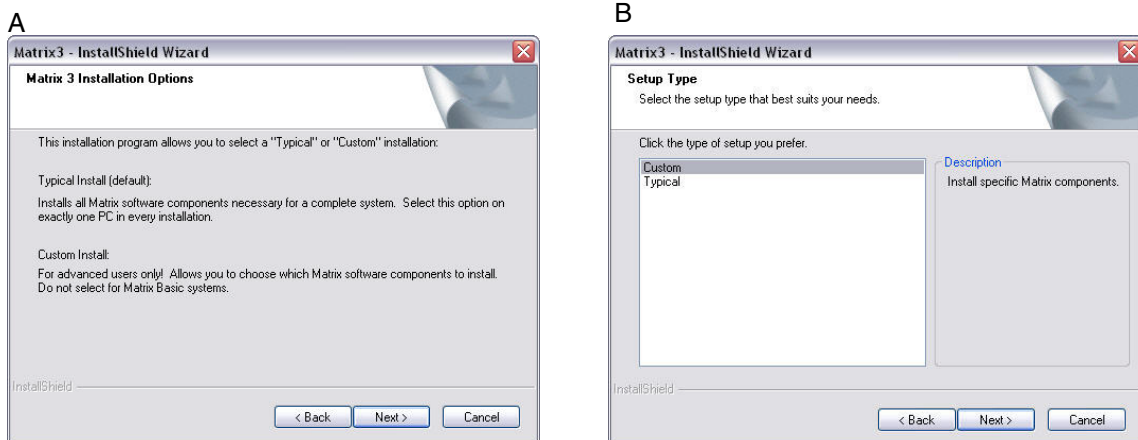 A
Matrix3 - InstallShield Wizard
Matrix 3 Installation Options
This installation program allows you to select a "Typical" or "Custom" installation:
Typical Install (default):
Installs all Matrix software components necessary for a complete system. Select this option on
exactly one PC in every installation.
Custom Install:
For advanced users only! Allows you to choose which Matrix software components to install.
Do not select for Matrix Basic systems.
InstallShield
< Back
Next >
Cancel
B
Matrix3 - InstallShield Wizard
Setup Type
Select the setup type that best suits your needs.
Click the type of setup you prefer.
Custom
Typical
Description
Install specific Matrix components.
InstallShield
< Back
Next >
Cancel